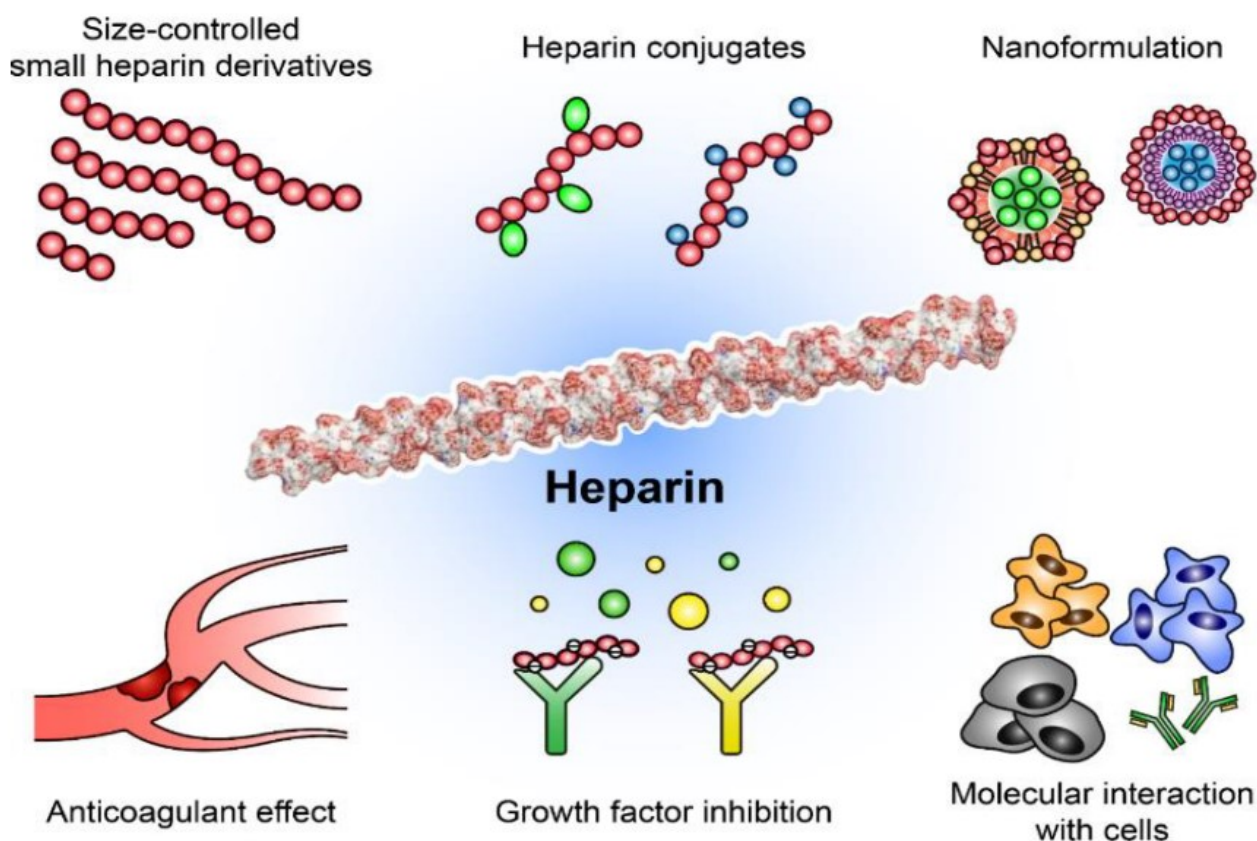 Size-controlled
small heparin derivatives
Heparin conjugates
Nanoformulation
Heparin
Anticoagulant effect
Growth factor inhibition
Molecular interaction
with cells